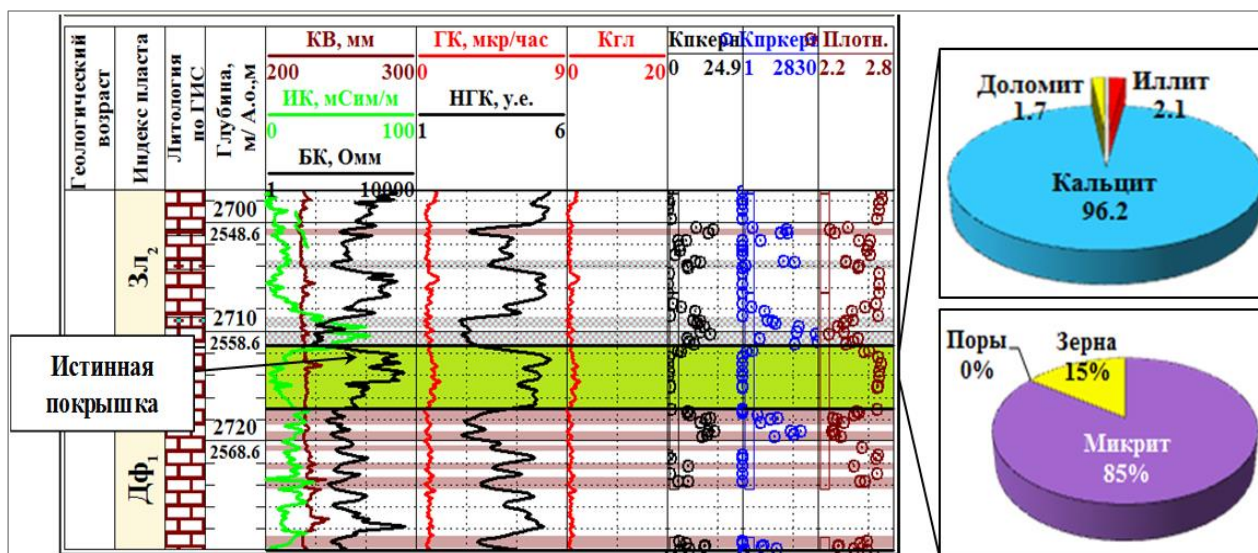 Геологический
возраст
Индекс пласта
Литология
по ГИС
Глубина,
м/ А.о.,м
КВ, мм
200 300
ИК, мСим/м
0 100
БК, Омм
1 10000
ГК, мкр/час
0 9
НГК, у.е.
1 6
Кгл
0 20
Кпкерн
0 24.9
Кпркерн
1 2830
Плотн.
2.2 2.8
Зл2
Дф1
2700
2548.6
2710
2558.6
2720
2568.6
Истинная
покрышка
Доломит
1.7
Иллит
2.1
Кальцит
96.2
Поры
0%
Зерна
15%
Микрит
85%